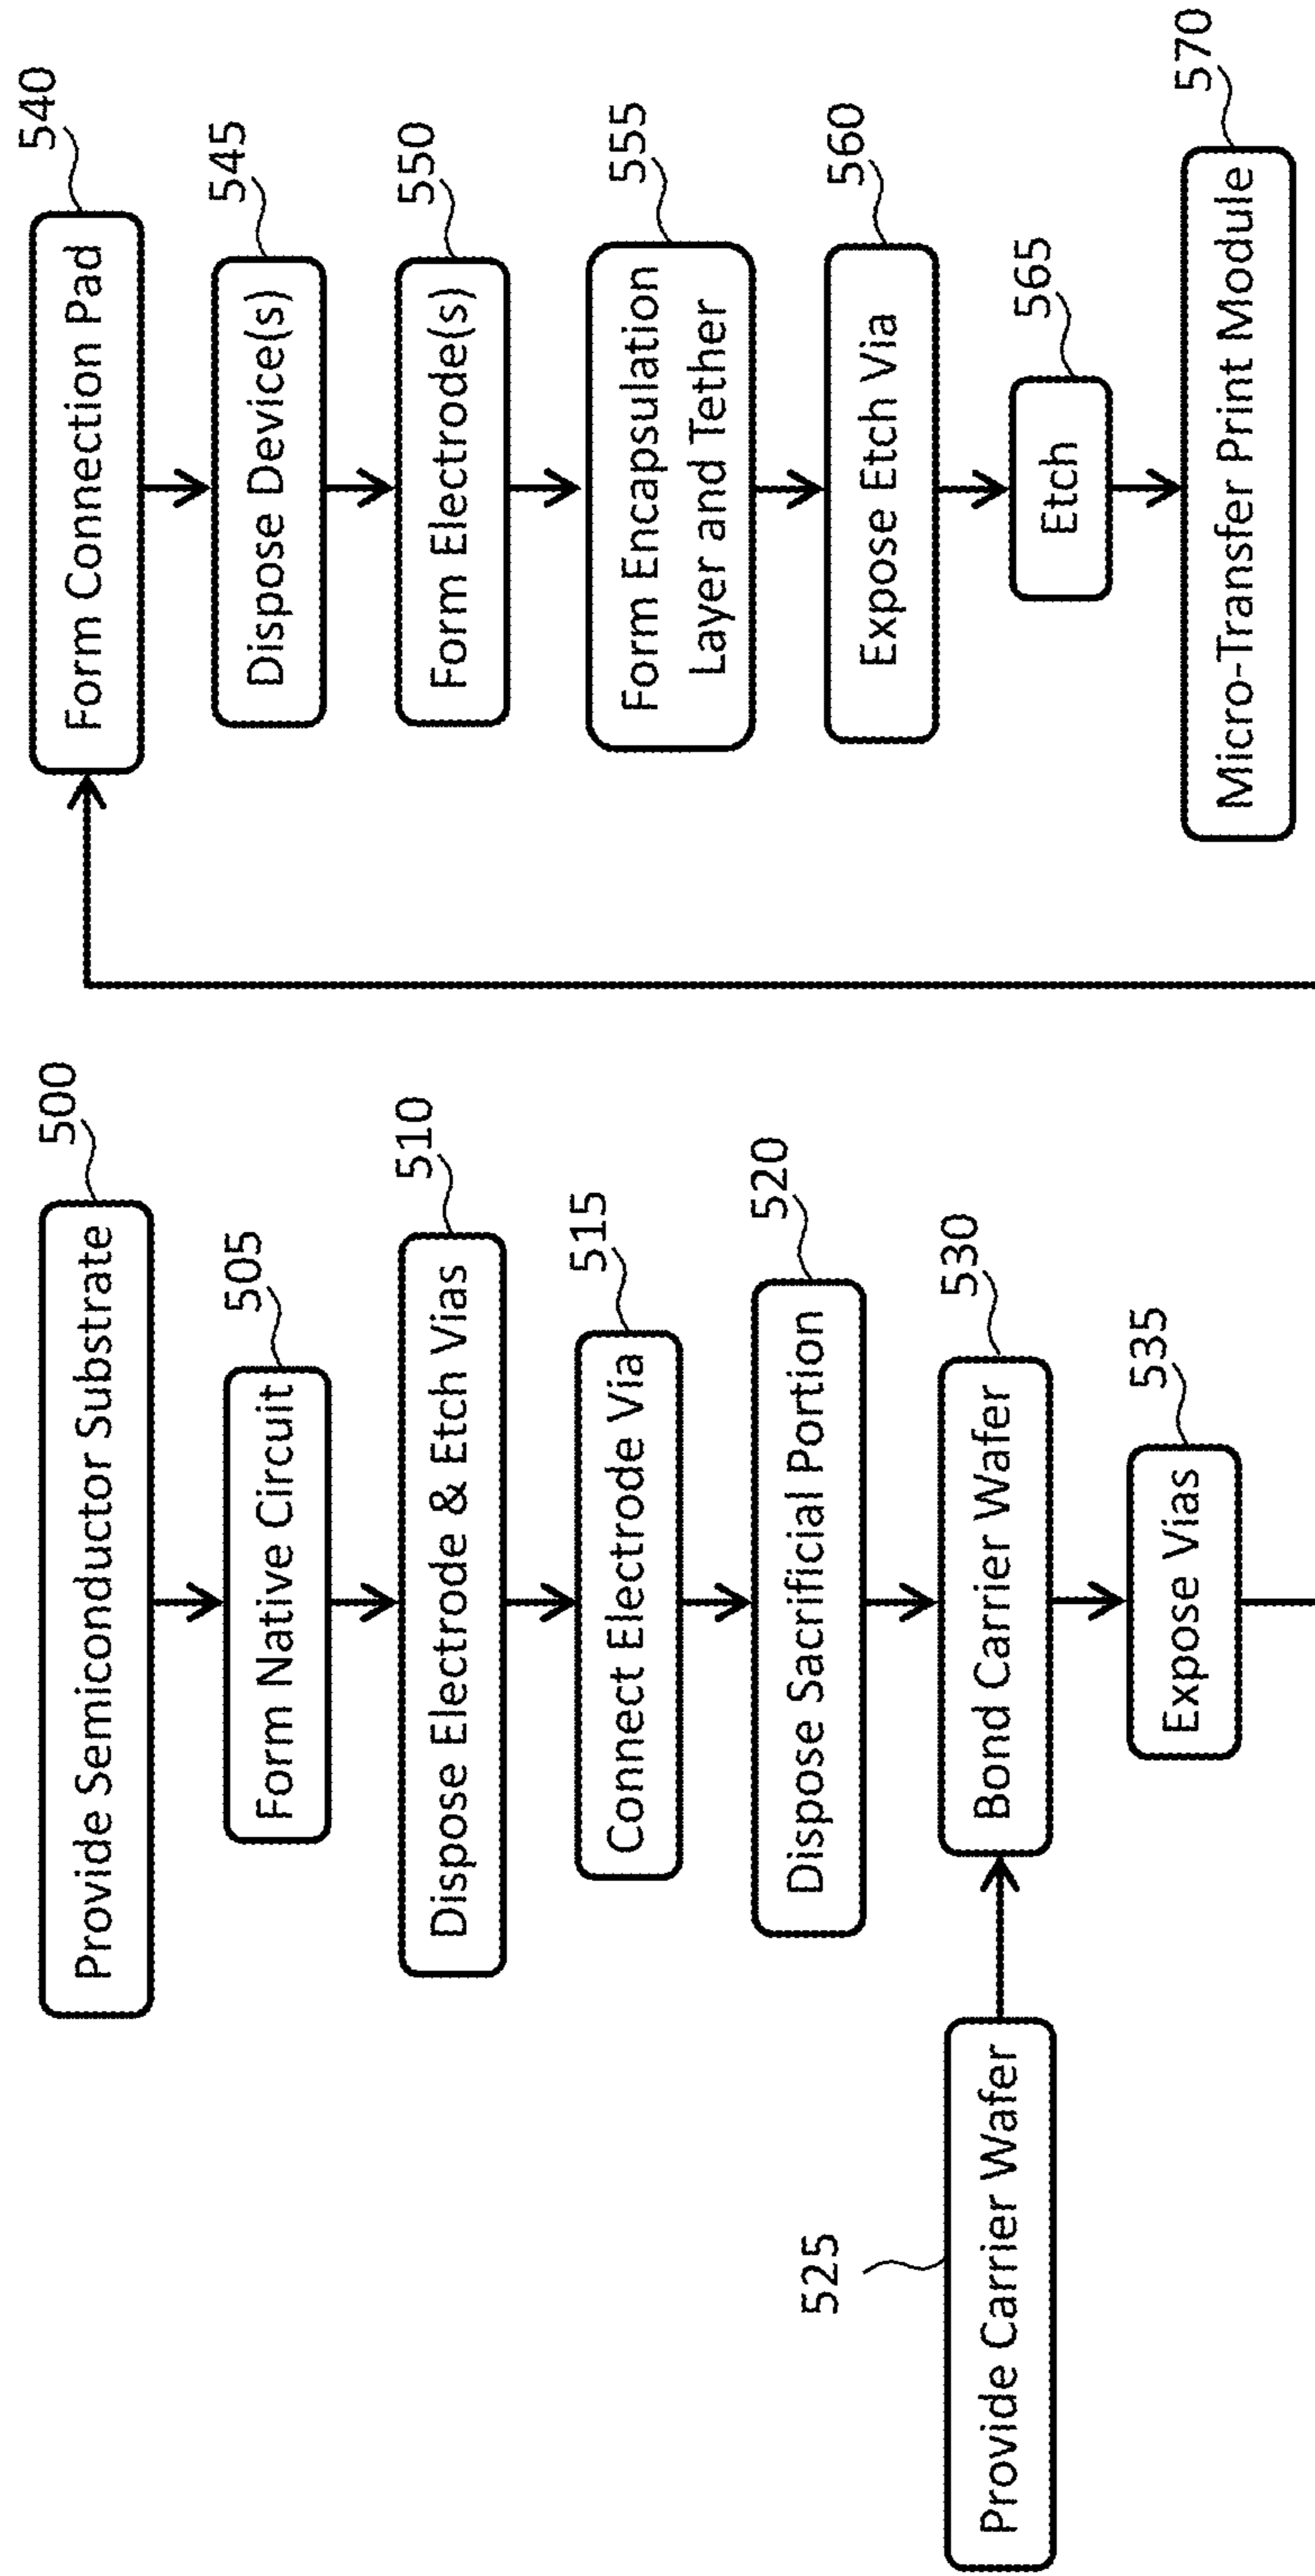 500
Provide Semiconductor Substrate
505
Form Native Circuit
510
Dispose Electrode & Etch Vias
515
Connect Electrode Via
520
Dispose Sacrificial Portion
525
Provide Carrier Wafer
530
Bond Carrier Wafer
535
Expose Vias
540
Form Connection Pad
545
Dispose Device(s)
550
Form Electrode(s)
555
Form Encapsulation
Layer and Tether
560
Expose Etch Via
565
Etch
570
Micro-Transfer Print Module